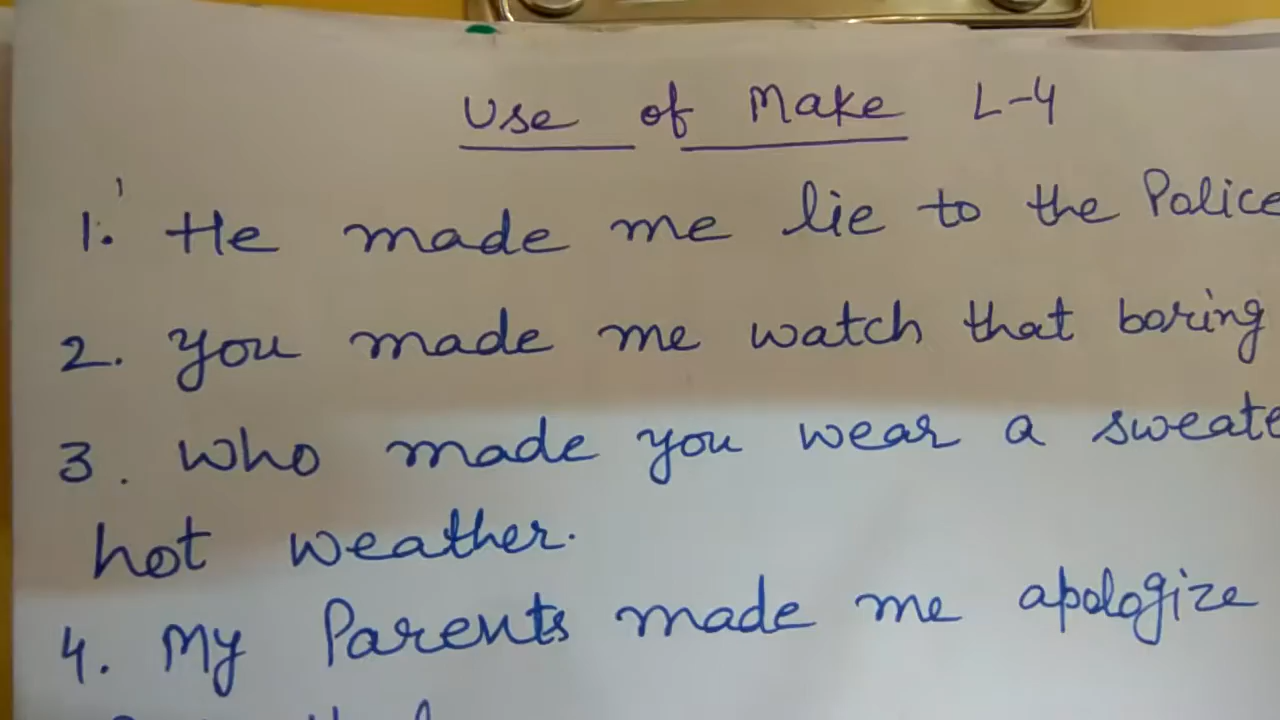 Use of Make L-4
1. He made me lie to the Police
2. you made me watch that boring
3. Who made you wear a sweate
hot weather.
4. My Parents made me apologize